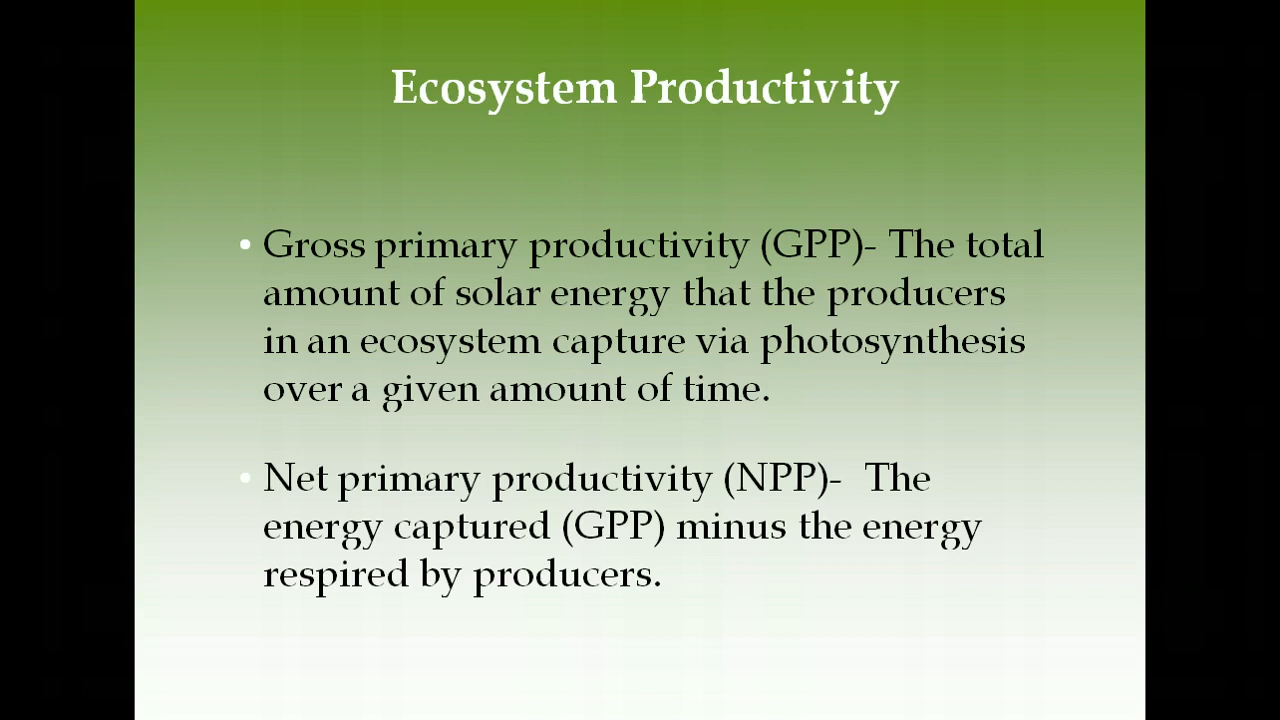 Ecosystem Productivity
• Gross primary productivity (GPP)- The total
amount of solar energy that the producers
in an ecosystem capture via photosynthesis
over a given amount of time.
• Net primary productivity (NPP)-  The
energy captured (GPP) minus the energy
respired by producers.